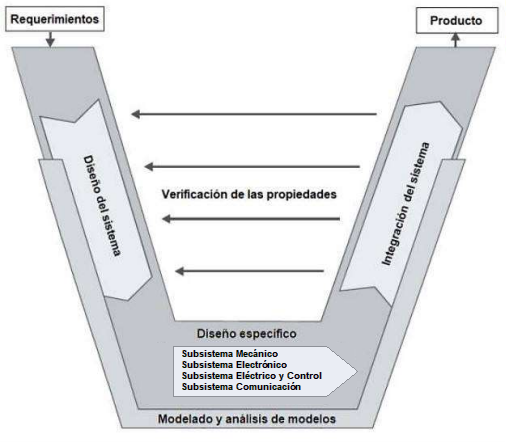 Requerimientos
Producto
Diseño del sistema
Verificación de las propiedades
Integración del sistema
Diseño específico
Subsistema Mecánico
Subsistema Electrónico
Subsistema Eléctrico y Control
Subsistema Comunicación
Modelado y análisis de modelos